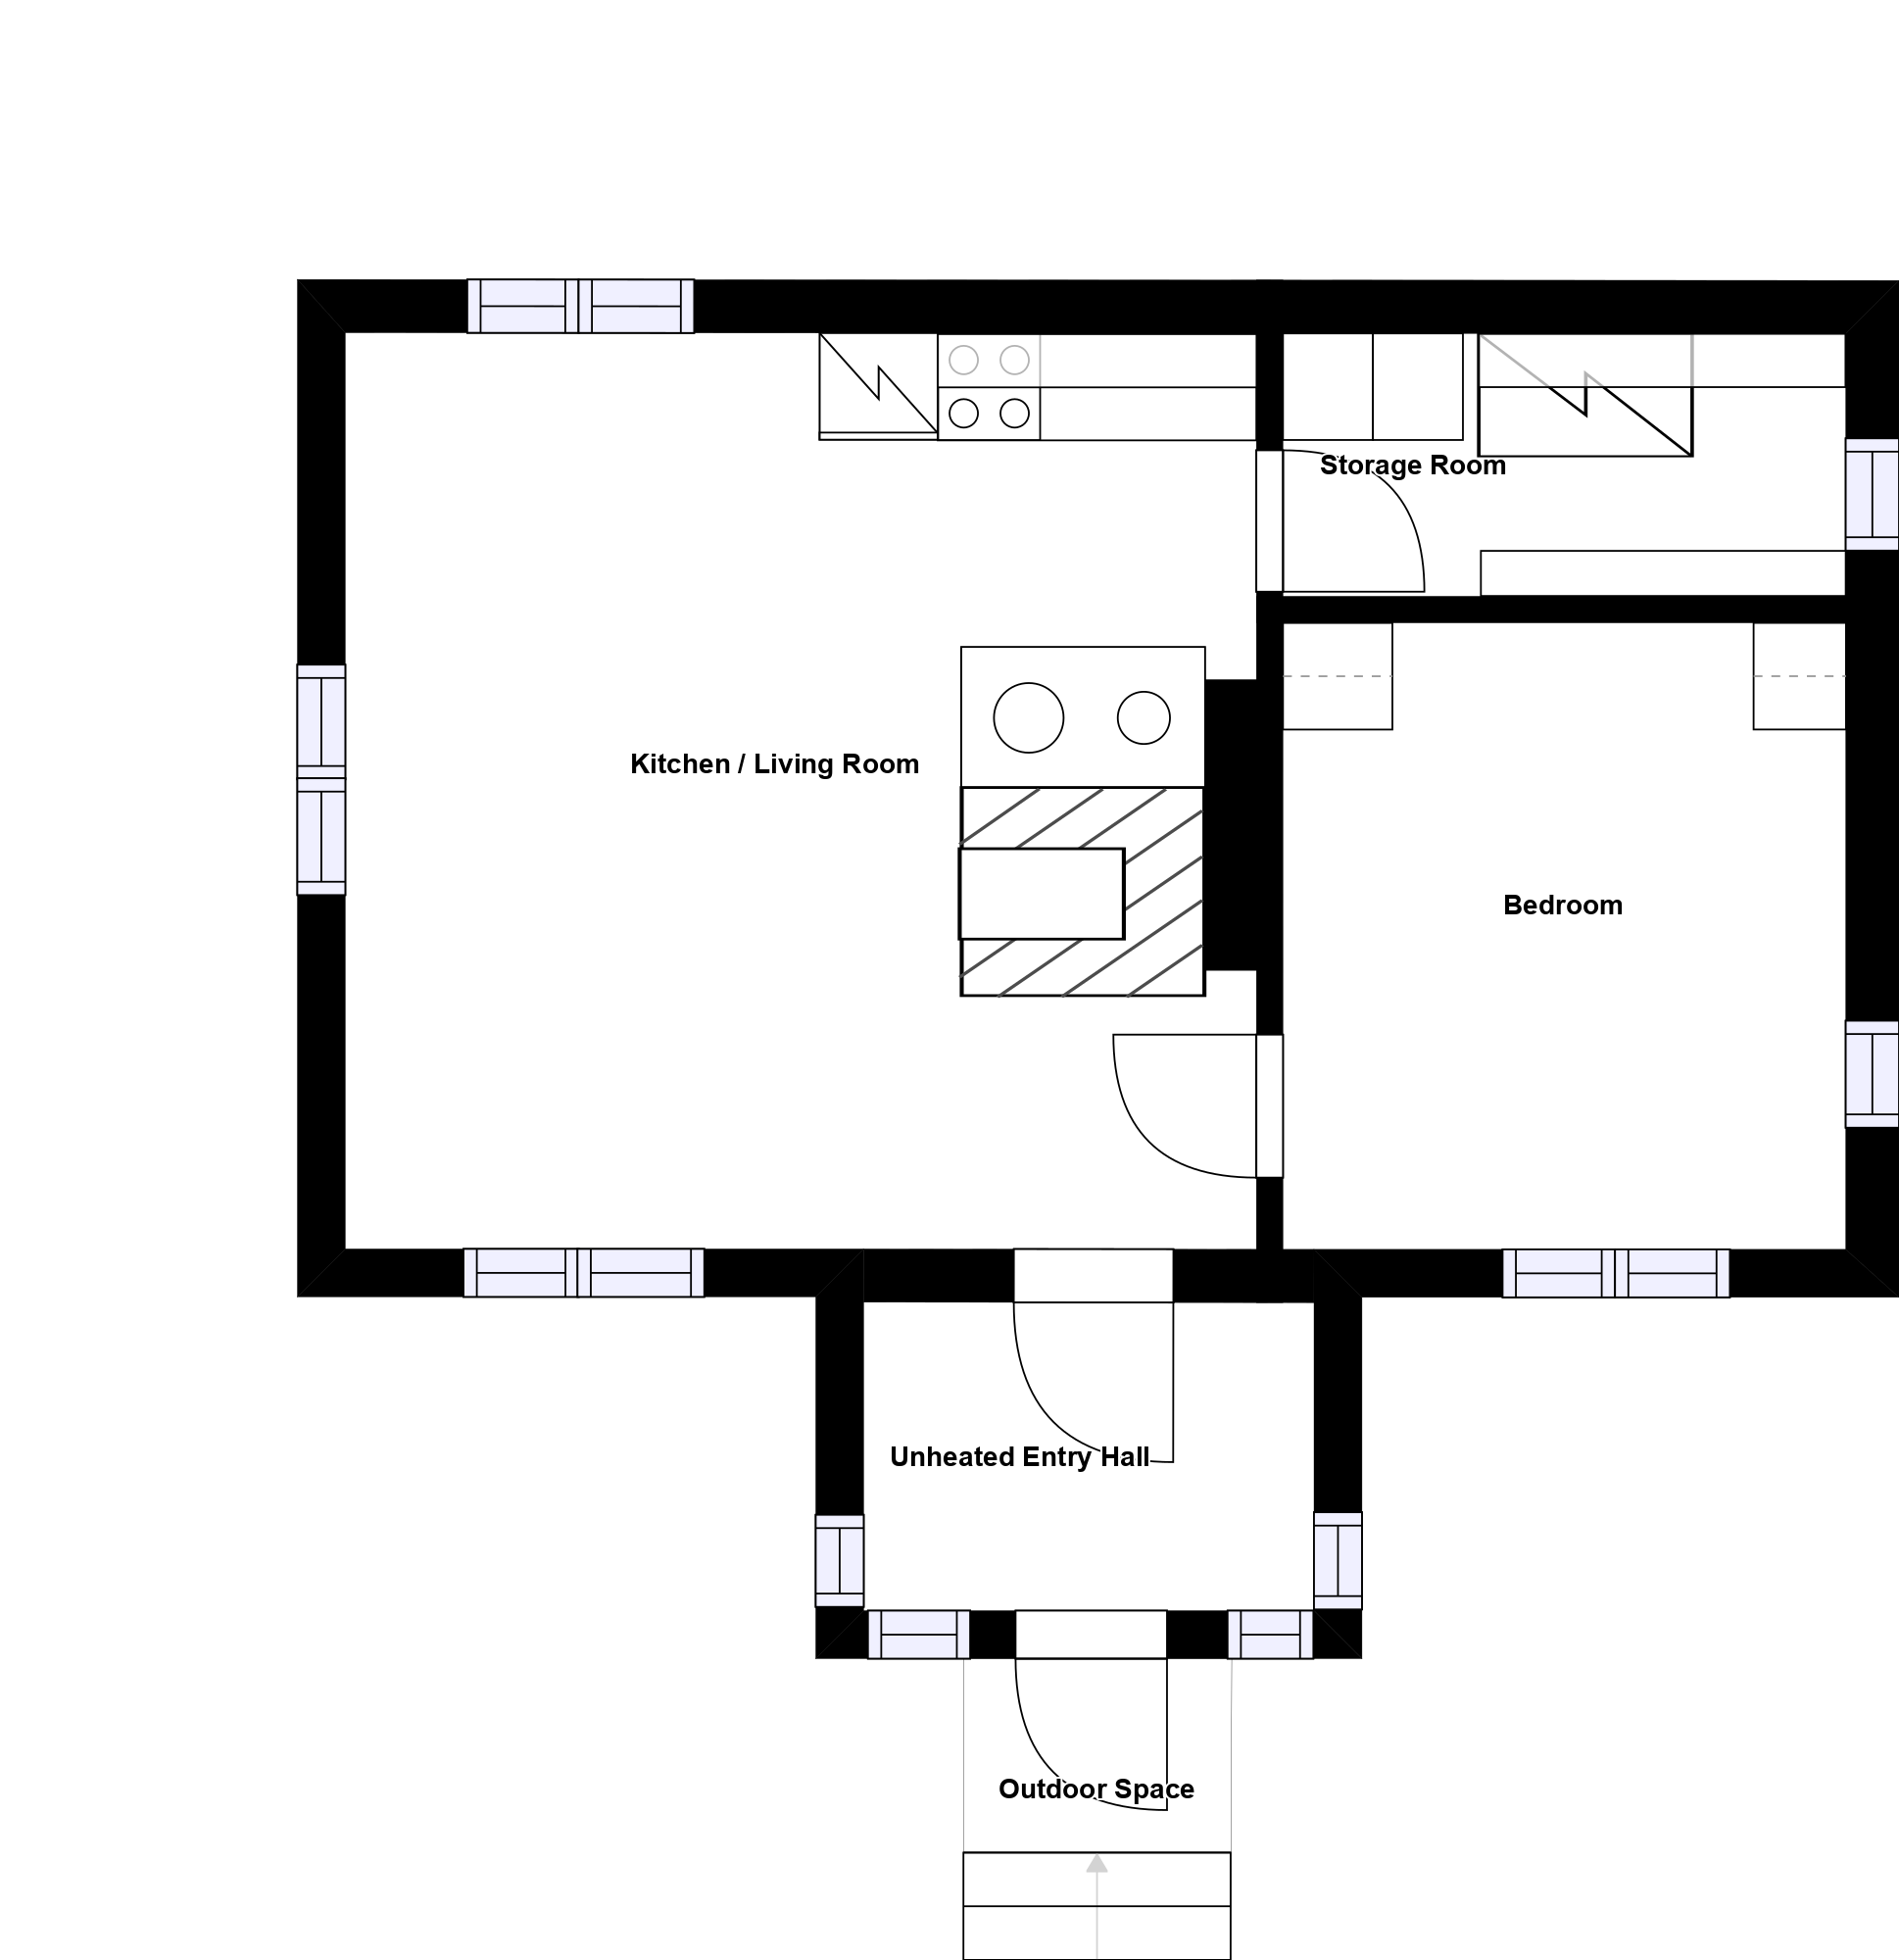 Storage Room
Kitchen / Living Room
Bedroom
Unheated Entry Hall
Outdoor Space